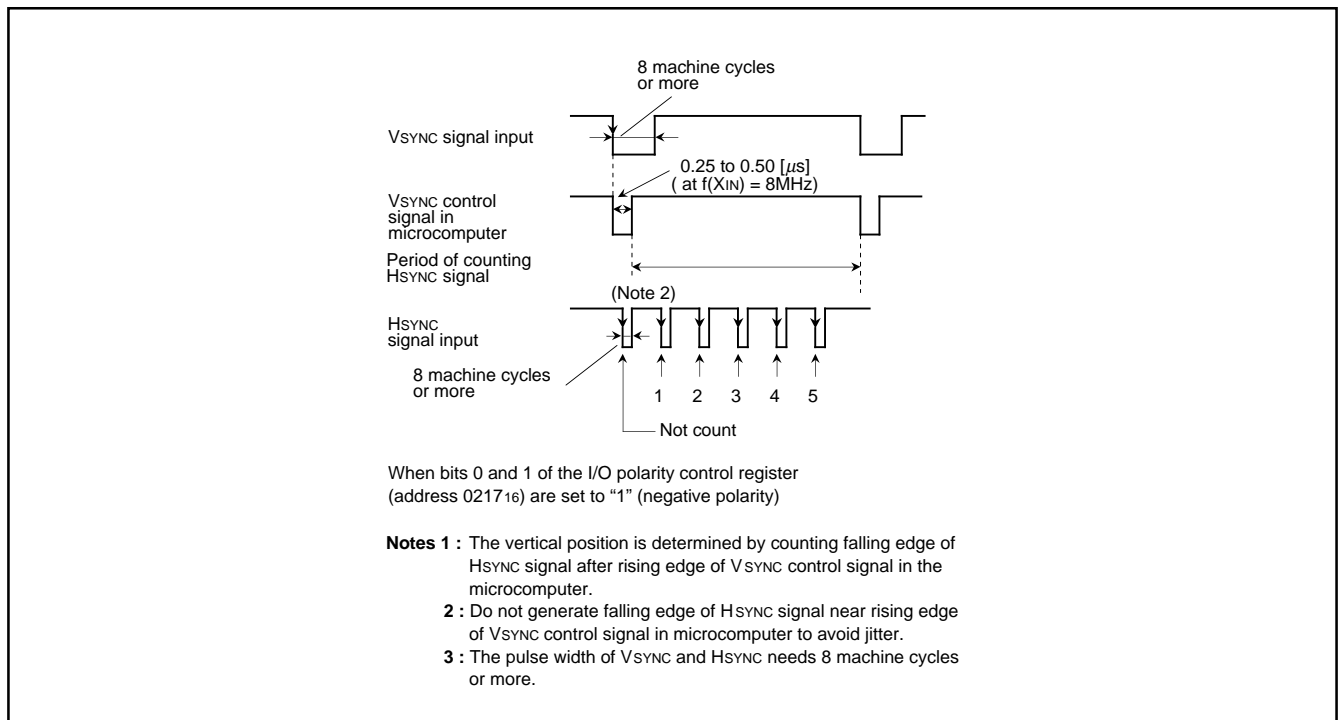 8 machine cycles
or more
VSYNC signal input
0.25 to 0.50 [μs]
( at f(XIN) = 8MHz)
VSYNC control
signal in
microcomputer
Period of counting
HSYNC signal
(Note 2)
HSYNC
signal input
8 machine cycles
or more
1 2 3 4 5
Not count
When bits 0 and 1 of the I/O polarity control register
(address 021716) are set to “1” (negative polarity)
Notes 1 : The vertical position is determined by counting falling edge of
HSYNC signal after rising edge of VSYNC control signal in the
microcomputer.
2 : Do not generate falling edge of HSYNC signal near rising edge
of VSYNC control signal in microcomputer to avoid jitter.
3 : The pulse width of VSYNC and HSYNC needs 8 machine cycles
or more.